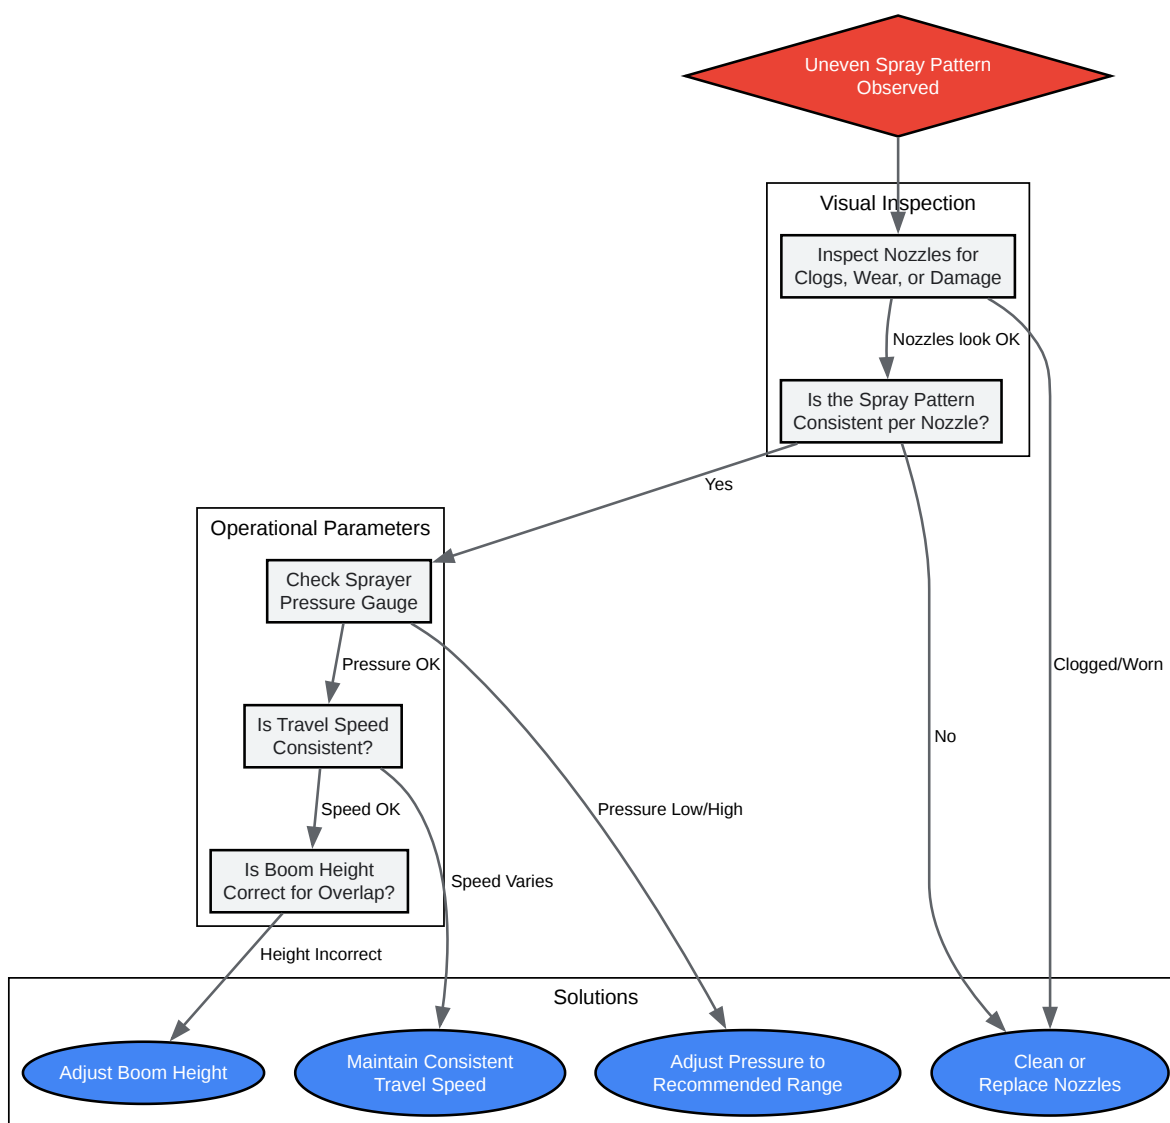 Uneven Spray Pattern
Observed
Visual Inspection
Inspect Nozzles for
Clogs, Wear, or Damage
Nozzles look OK
Is the Spray Pattern
Consistent per Nozzle?
Yes
Operational Parameters
Check Sprayer
Pressure Gauge
Pressure OK
Clogged/Worn
Is Travel Speed
Consistent?
No
Speed OK
Pressure Low/High
Is Boom Height
Correct for Overlap?
Speed Varies
Height Incorrect
Solutions
Adjust Boom Height
Maintain Consistent
Travel Speed
Adjust Pressure to
Recommended Range
Clean or
Replace Nozzles